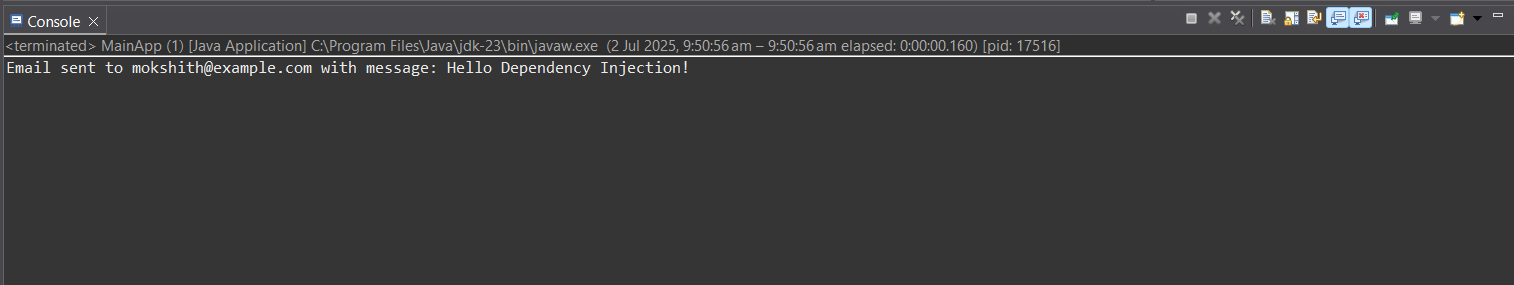 Console
<terminated> MainApp (1) [Java Application] C:\Program Files\Java\jdk-23\bin\javaw.exe (2 Jul 2025, 9:50:56 am – 9:50:56 am elapsed: 0:00:00.160) [pid: 17516]
Email sent to mokshith@example.com with message: Hello Dependency Injection!